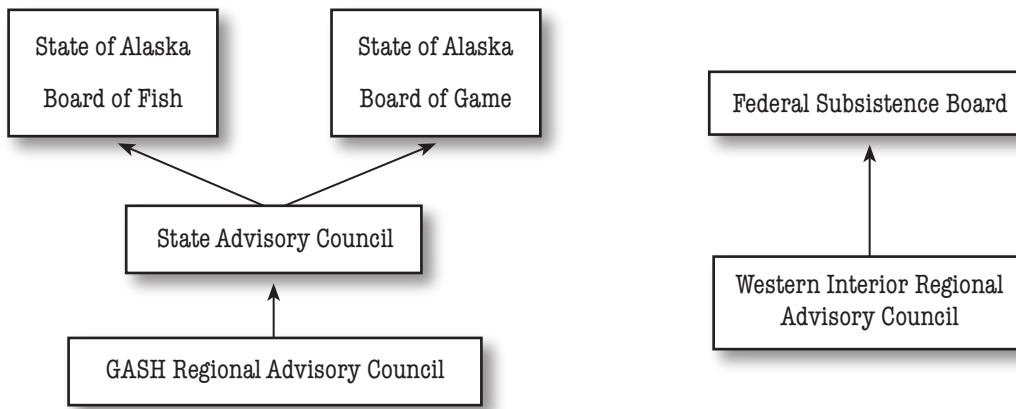 State of Alaska
Board of Fish
State of Alaska
Board of Game
Federal Subsistence Board
State Advisory Council
Western Interior Regional
Advisory Council
GASH Regional Advisory Council